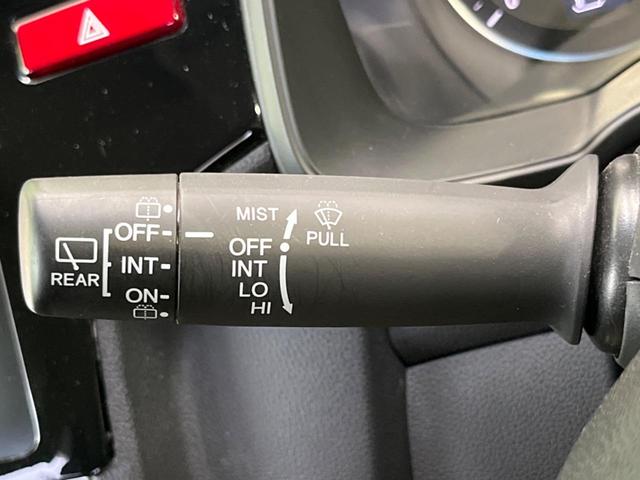 OFF
INT
ON
REAR
MIST
OFF
INT
LO
HI
PULL